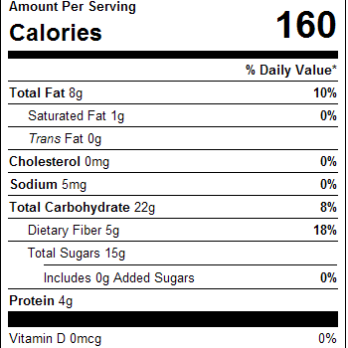 Amount Per Serving
Calories 160
% Daily Value*
Total Fat 8g 10%
Saturated Fat 1g 0%
Trans Fat 0g
Cholesterol 0mg 0%
Sodium 5mg 0%
Total Carbohydrate 22g 8%
Dietary Fiber 5g 18%
Total Sugars 15g
Includes 0g Added Sugars 0%
Protein 4g
Vitamin D 0mcg 0%